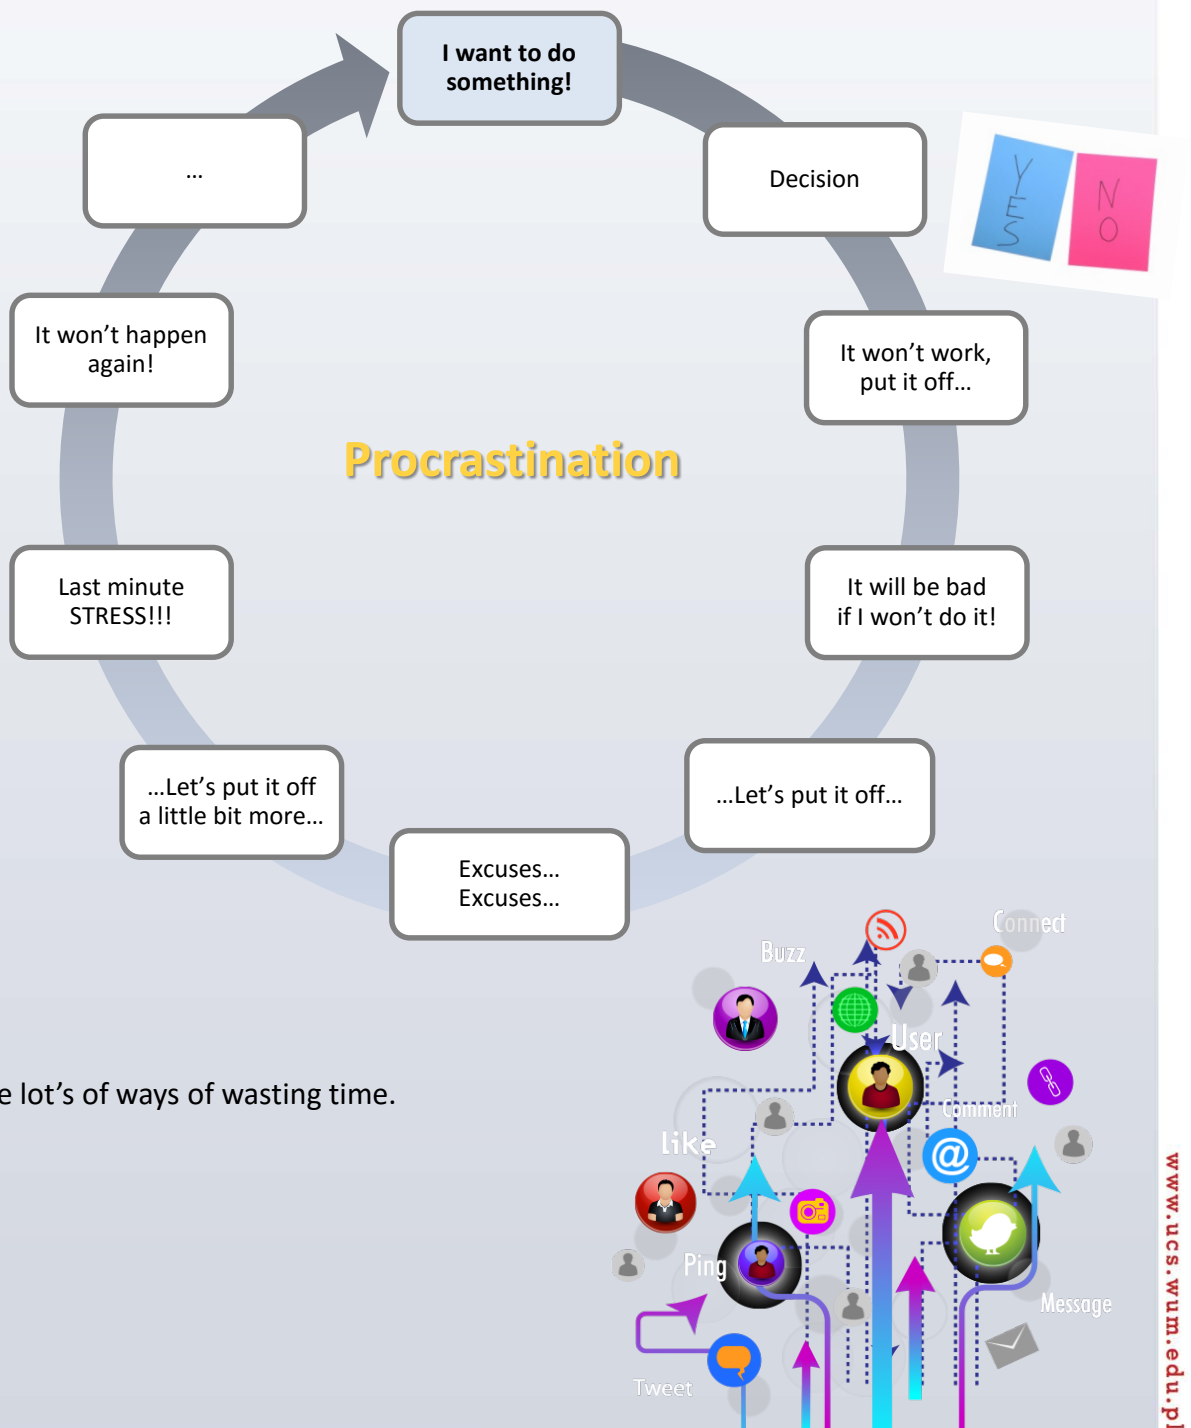 I want to do
something!
Decision
YES
NO
It won't work,
put it off...
It will be bad
if I won't do it!
...Let's put it off...
Excuses...
Excuses...
...Let's put it off
a little bit more...
Last minute
STRESS!!!
It won't happen
again!
...
Procrastination
lot's of ways of wasting time.
Buzz
Connect
User
Comment
like
Ping
Message
Tweet
@
www.ucs.wum.edu.pl